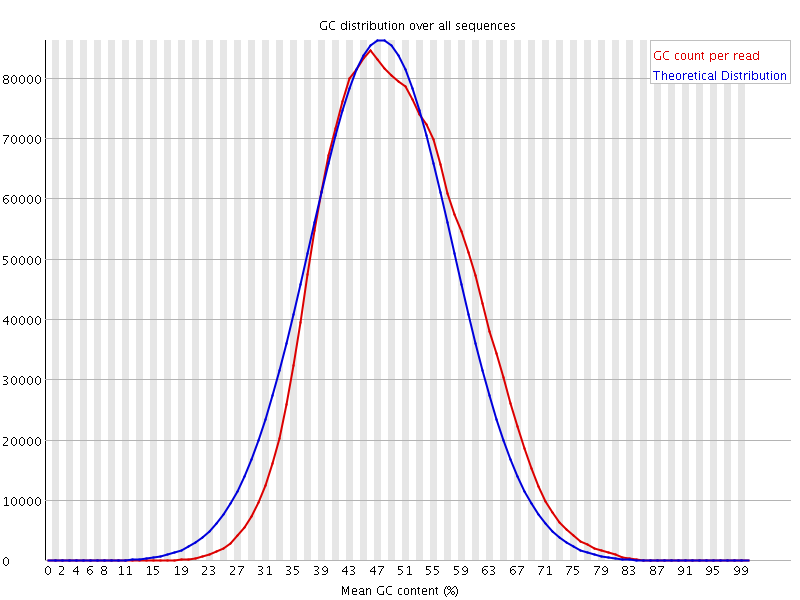 GC distribution over all sequences
GC count per read
Theoretical Distribution
80000
70000
60000
50000
40000
30000
20000
10000
0
0 2 4 6 8 11 15 19 23 27 31 35 39 43 47 51 55 59 63 67 71 75 79 83 87 91 95 99
Mean GC content (%)